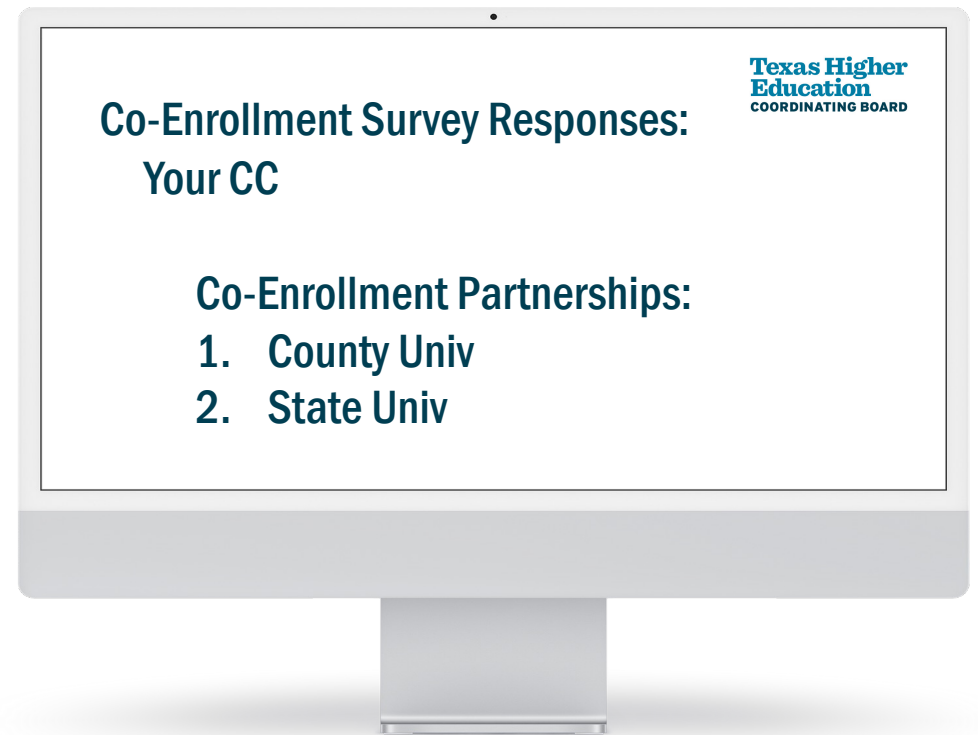 Texas Higher
Education
COORDINATING BOARD
Co-Enrollment Survey Responses:
Your CC
Co-Enrollment Partnerships:
1. County Univ
2. State Univ